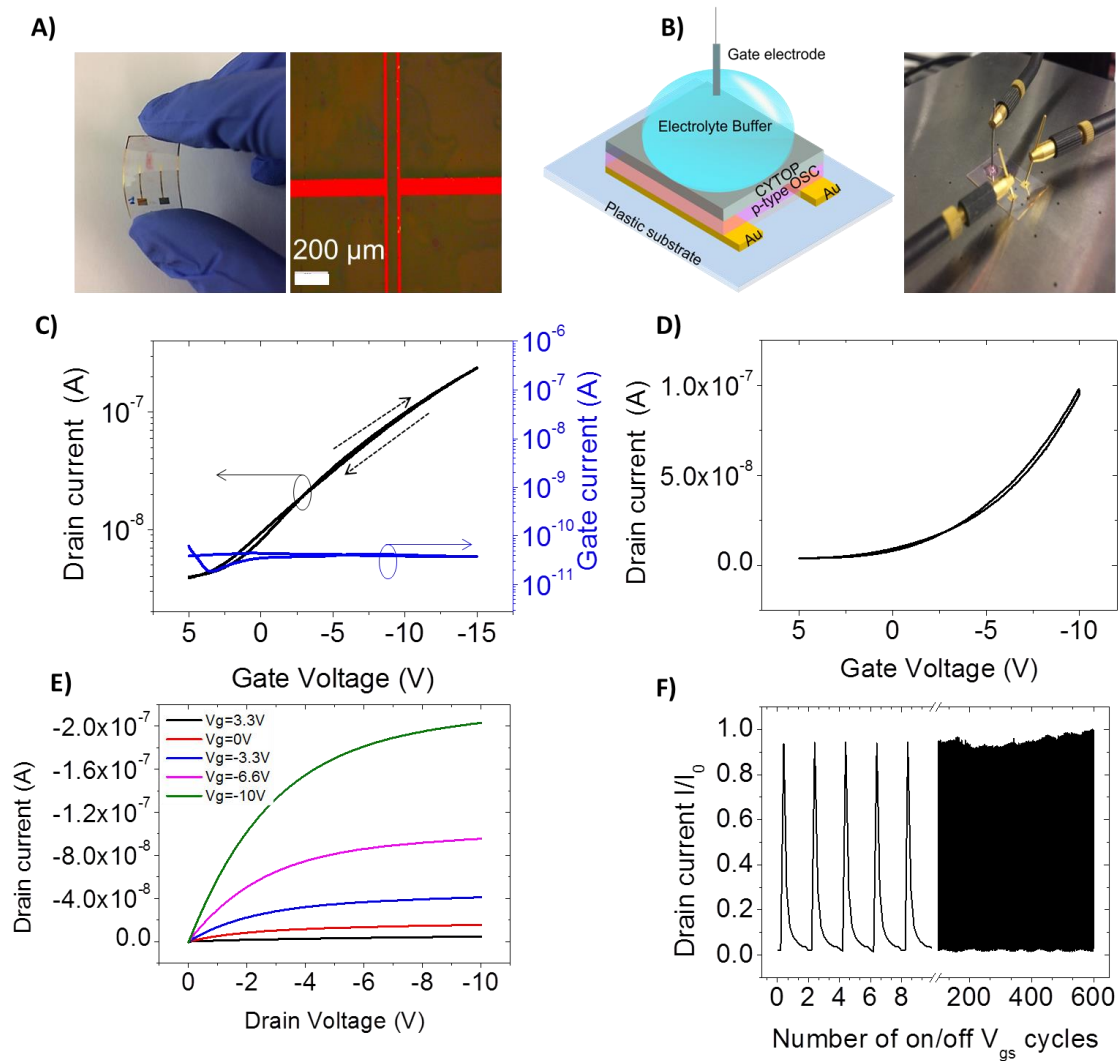 A)
200 µm
B)
Gate electrode
Electrolyte Buffer
CYTOP
p-type OSC
Au
Au
Plastic substrate
C)
Drain current (A)
10⁻⁷
10⁻⁸
10⁻⁶
10⁻⁷
10⁻⁸
10⁻⁹
10⁻¹⁰
10⁻¹¹
Gate current (A)
5 0 -5 -10 -15
Gate Voltage (V)
D)
Drain current (A)
1.0x10⁻⁷
5.0x10⁻⁸
0.0
5 0 -5 -10
Gate Voltage (V)
E)
Drain current (A)
-2.0x10⁻⁷
-1.6x10⁻⁷
-1.2x10⁻⁷
-8.0x10⁻⁸
-4.0x10⁻⁸
0.0
Vg=3.3V
Vg=0V
Vg=-3.3V
Vg=-6.6V
Vg=-10V
0 -2 -4 -6 -8 -10
Drain Voltage (V)
F)
Drain current I/I₀
1.0
0.8
0.6
0.4
0.2
0.0
0 2 4 6 8 200 400 600
Number of on/off V_gs cycles